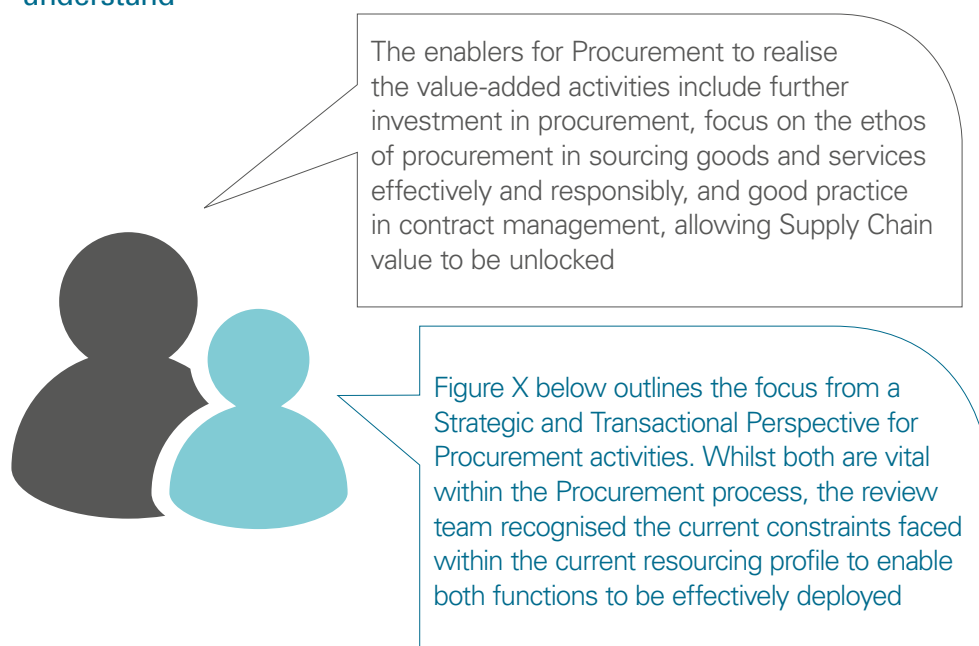 understand
The enablers for Procurement to realise
the value-added activities include further
investment in procurement, focus on the ethos
of procurement in sourcing goods and services
effectively and responsibly, and good practice
in contract management, allowing Supply Chain
value to be unlocked
Figure X below outlines the focus from a
Strategic and Transactional Perspective for
Procurement activities. Whilst both are vital
within the Procurement process, the review
team recognised the current constraints faced
within the current resourcing profile to enable
both functions to be effectively deployed